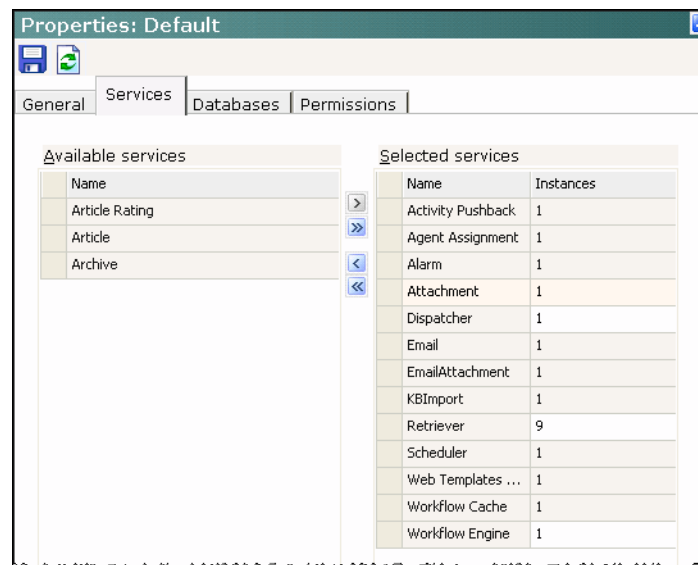 Properties: Default
General Services Databases Permissions
Available services
Name
Article Rating
Article
Archive
Selected services
Name Instances
Activity Pushback 1
Agent Assignment 1
Alarm 1
Attachment 1
Dispatcher 1
Email 1
EmailAttachment 1
KBImport 1
Retriever 9
Scheduler 1
Web Templates ... 1
Workflow Cache 1
Workflow Engine 1